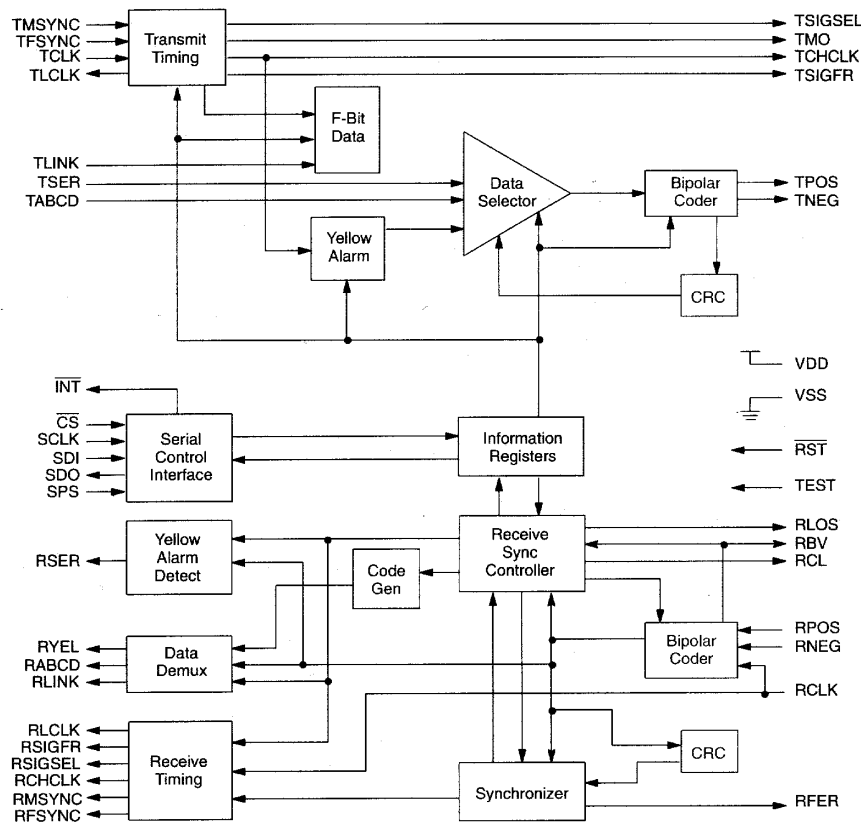 TMSYNC
TFSYNC
TCLK
TLCLK
Transmit
Timing
TSIGSEL
TMO
TCHCLK
TSIGFR
F-Bit
Data
TLINK
TSER
TABCD
Data
Selector
Bipolar
Coder
TPOS
TNEG
Yellow
Alarm
CRC
VDD
VSS
RST
TEST
INT
CS
SCLK
SDI
SDO
SPS
Serial
Control
Interface
Information
Registers
RSER
Yellow
Alarm
Detect
Code
Gen
Receive
Sync
Controller
RLOS
RBV
RCL
RYEL
RABCD
RLINK
Data
Demux
Bipolar
Coder
RPOS
RNEG
RCLK
RLCLK
RSIGFR
RSIGSEL
RCHCLK
RMSYNC
RFSYNC
Receive
Timing
Synchronizer
CRC
RFER